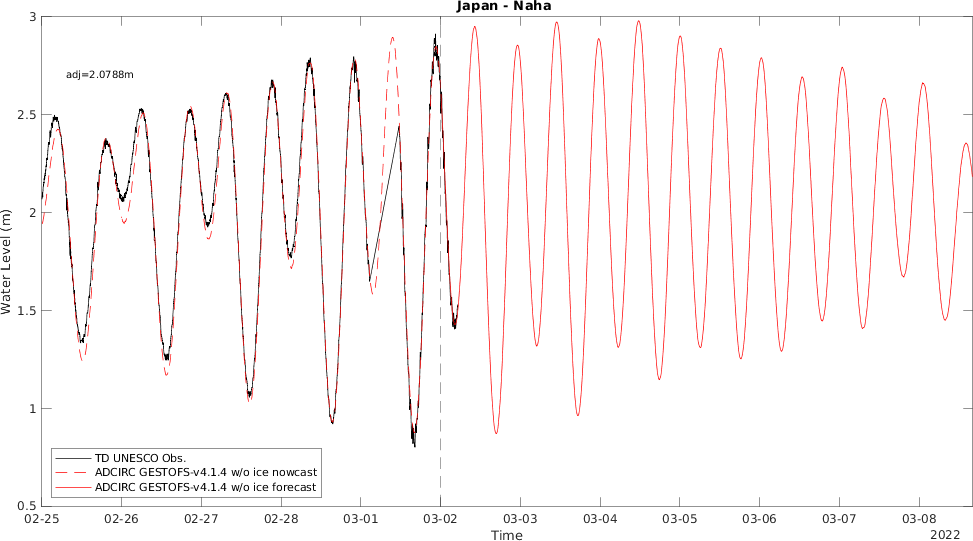 Japan - Naha
adj=2.0788m
Water Level (m)
3
2.5
2
1.5
1
0.5
TD UNESCO Obs.
ADCIRC GESTOFS-v4.1.4 w/o ice nowcast
ADCIRC GESTOFS-v4.1.4 w/o ice forecast
02-25 02-26 02-27 02-28 03-01 03-02 03-03 03-04 03-05 03-06 03-07 03-08
Time
2022